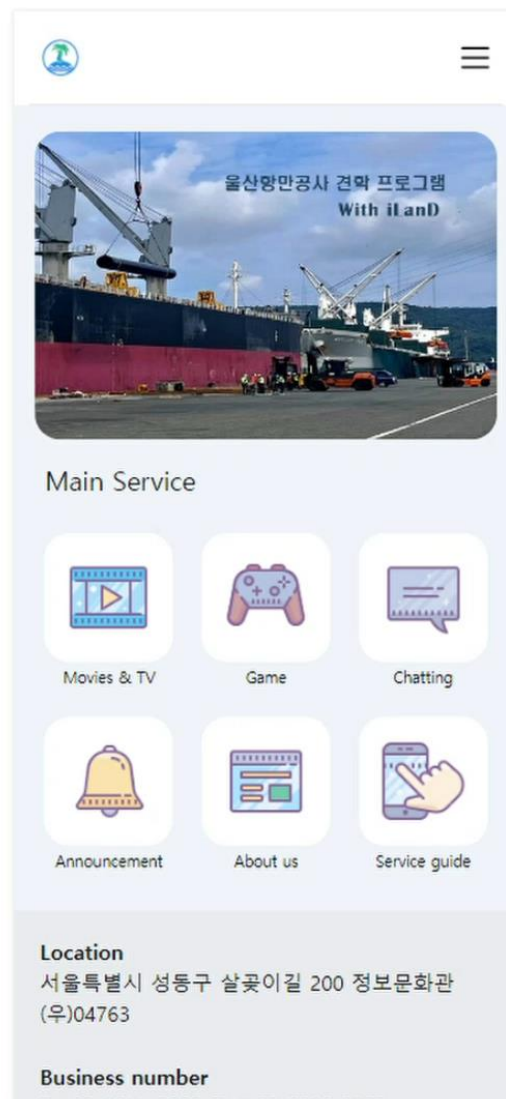 울산항만공사 견학 프로그램
With iLanD
Main Service
Movies & TV
Game
Chatting
Announcement
About us
Service guide
Location
서울특별시 성동구 살곶이길 200 정보문화관
(우)04763
Business number